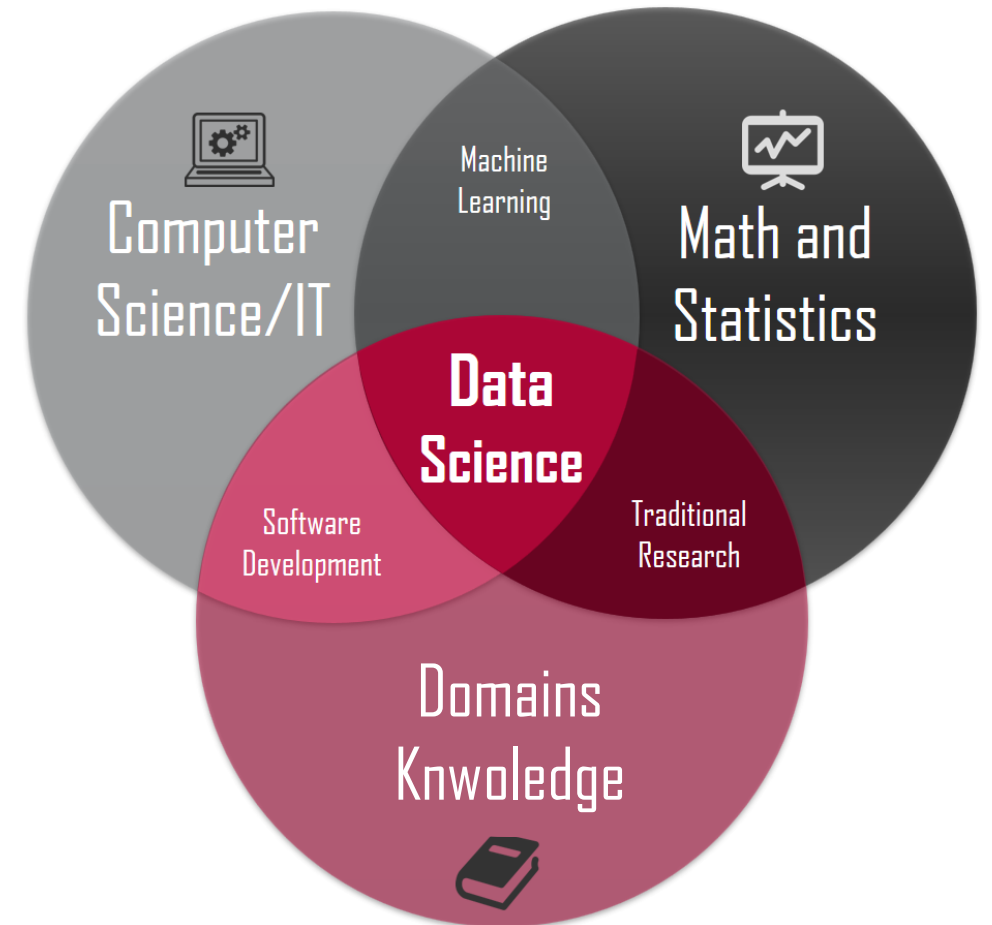 Machine
Learning
Computer
Science/IT
Math and
Statistics
Data
Science
Software
Development
Traditional
Research
Domains
Knwoledge